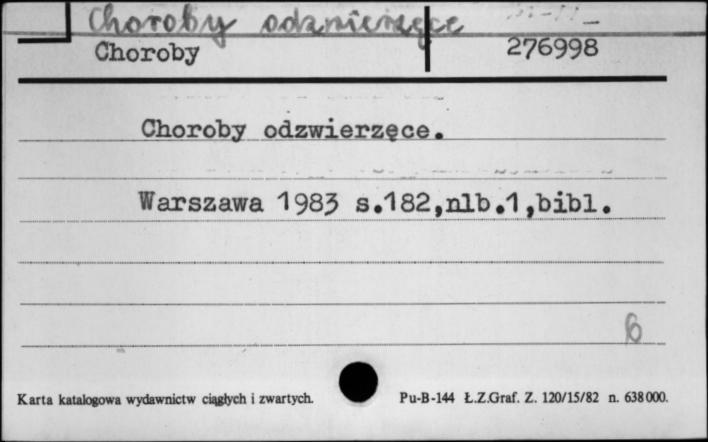 Choroby odzwierzęce
Choroby 276998
Choroby odzwierzęce.
Warszawa 1983 s.182,nlb.1,bibl.
6
Karta katalogowa wydawnictw ciągłych i zwartych. Pu-B-144 Ł.Z.Graf. Z. 120/15/82 n. 638000.